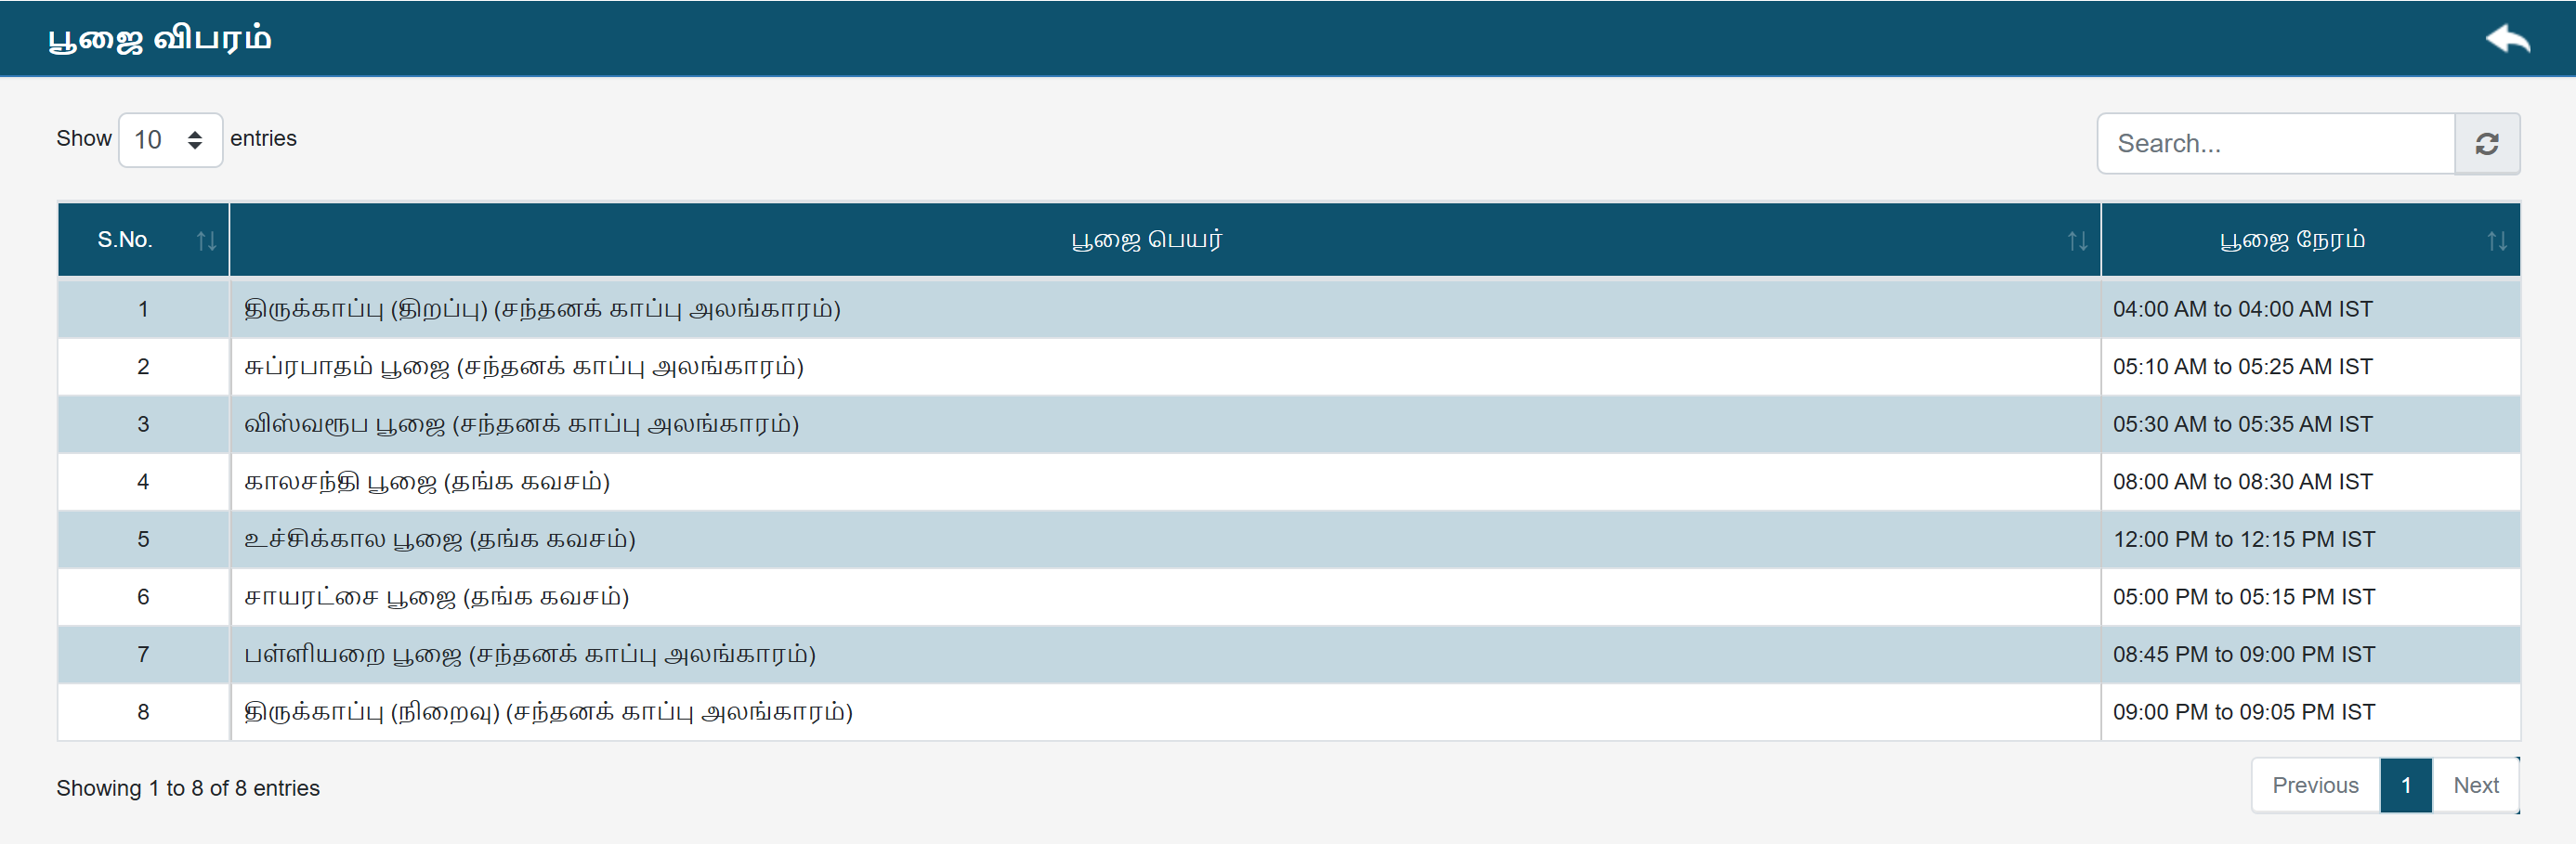 பூஜை விபரம்
Show 10 entries
Search...
S.No. பூஜை பெயர் பூஜை நேரம்
1 திருக்காப்பு (திறப்பு) (சந்தனக் காப்பு அலங்காரம்) 04:00 AM to 04:00 AM IST
2 சுப்ரபாதம் பூஜை (சந்தனக் காப்பு அலங்காரம்) 05:10 AM to 05:25 AM IST
3 விஸ்வரூப பூஜை (சந்தனக் காப்பு அலங்காரம்) 05:30 AM to 05:35 AM IST
4 காலசந்தி பூஜை (தங்க கவசம்) 08:00 AM to 08:30 AM IST
5 உச்சிக்கால பூஜை (தங்க கவசம்) 12:00 PM to 12:15 PM IST
6 சாயரட்சை பூஜை (தங்க கவசம்) 05:00 PM to 05:15 PM IST
7 பள்ளியறை பூஜை (சந்தனக் காப்பு அலங்காரம்) 08:45 PM to 09:00 PM IST
8 திருக்காப்பு (நிறைவு) (சந்தனக் காப்பு அலங்காரம்) 09:00 PM to 09:05 PM IST
Showing 1 to 8 of 8 entries
Previous 1 Next